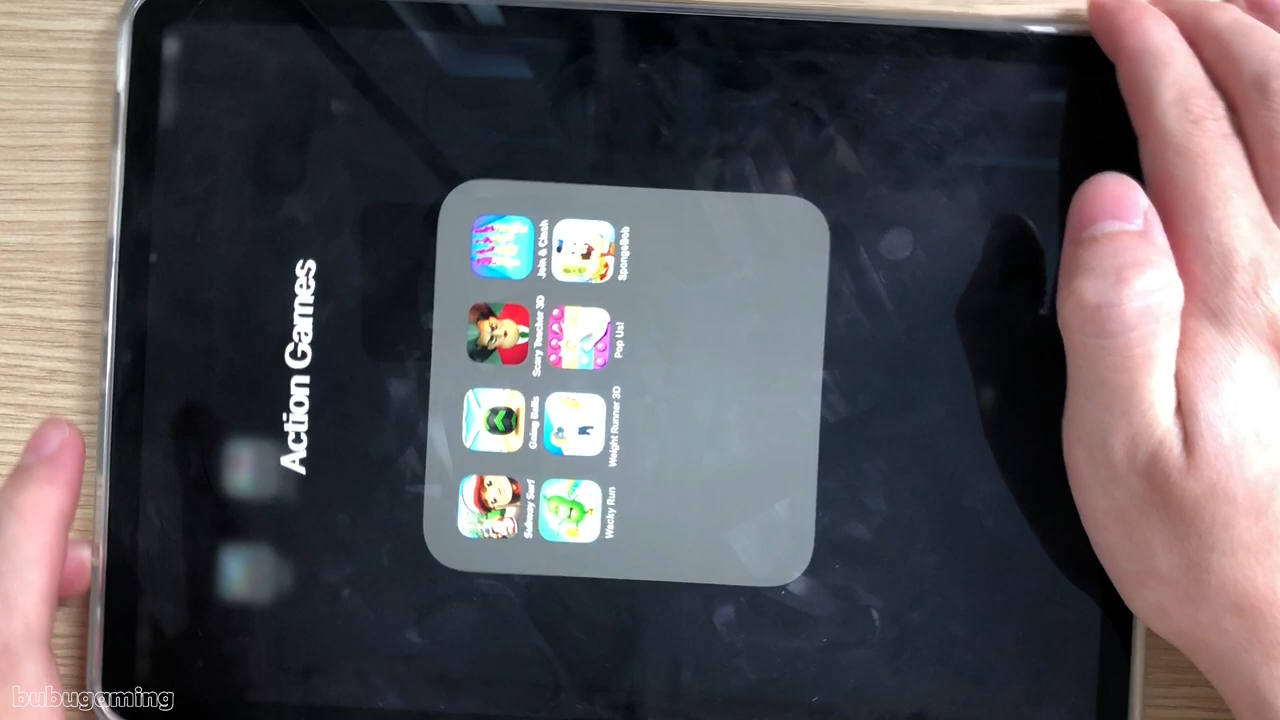 Action Games
Subway Surf
Going Balls
Scary Teacher 3D
Join & Clash
Wacky Run
Weight Runner 3D
Pop Us!
SpongeBob
bubugaming